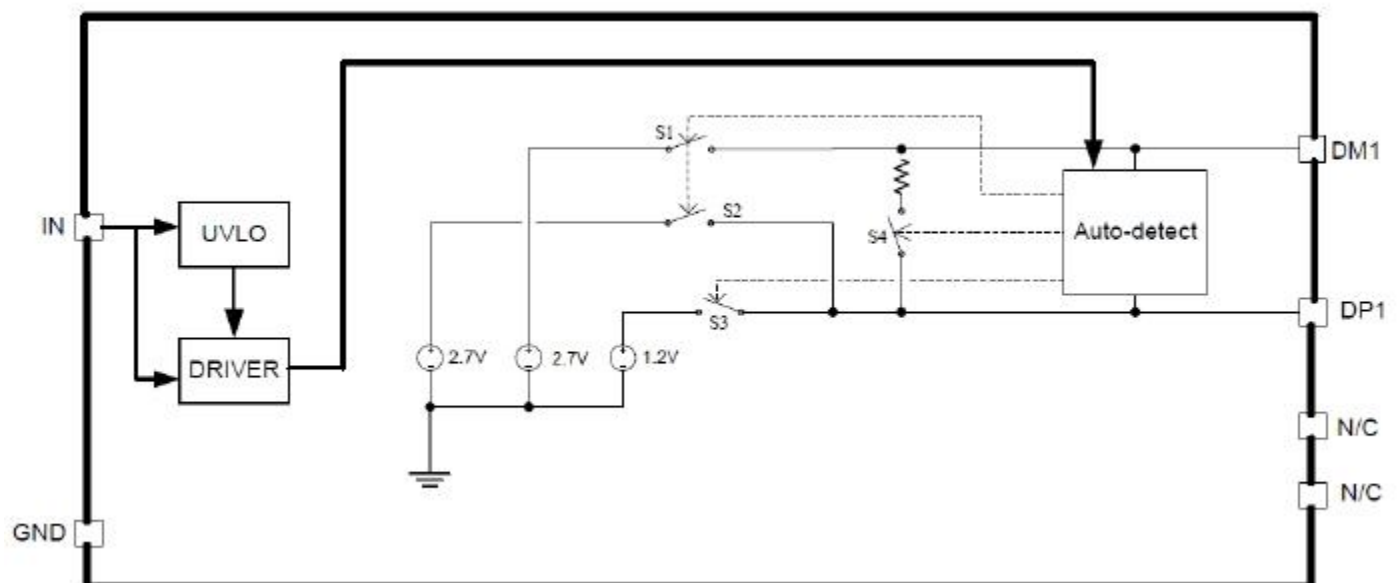 S1
DM1
S2
IN
UVLO
S4
Auto-detect
S3
DP1
DRIVER
2.7V
2.7V
1.2V
N/C
N/C
GND